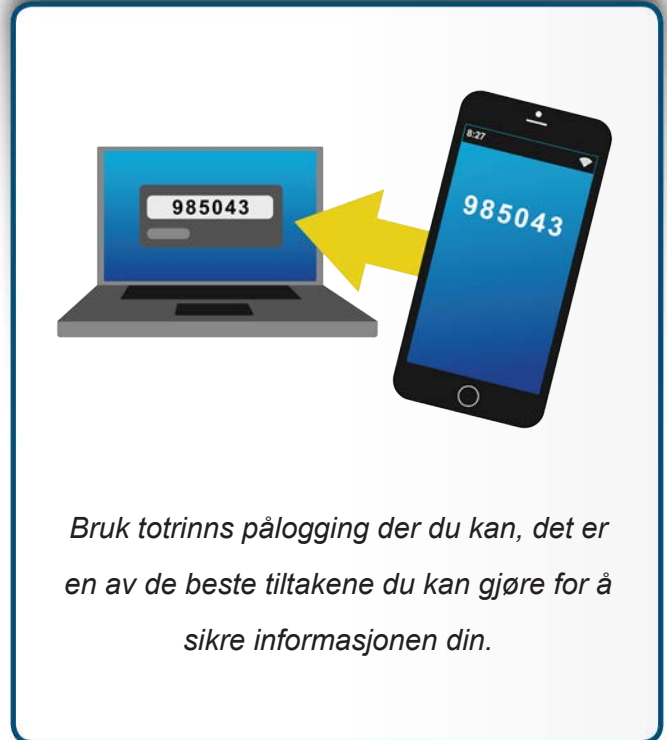 8:27
985043
985043
Bruk totrinns pålogging der du kan, det er
en av de beste tiltakene du kan gjøre for å
sikre informasjonen din.